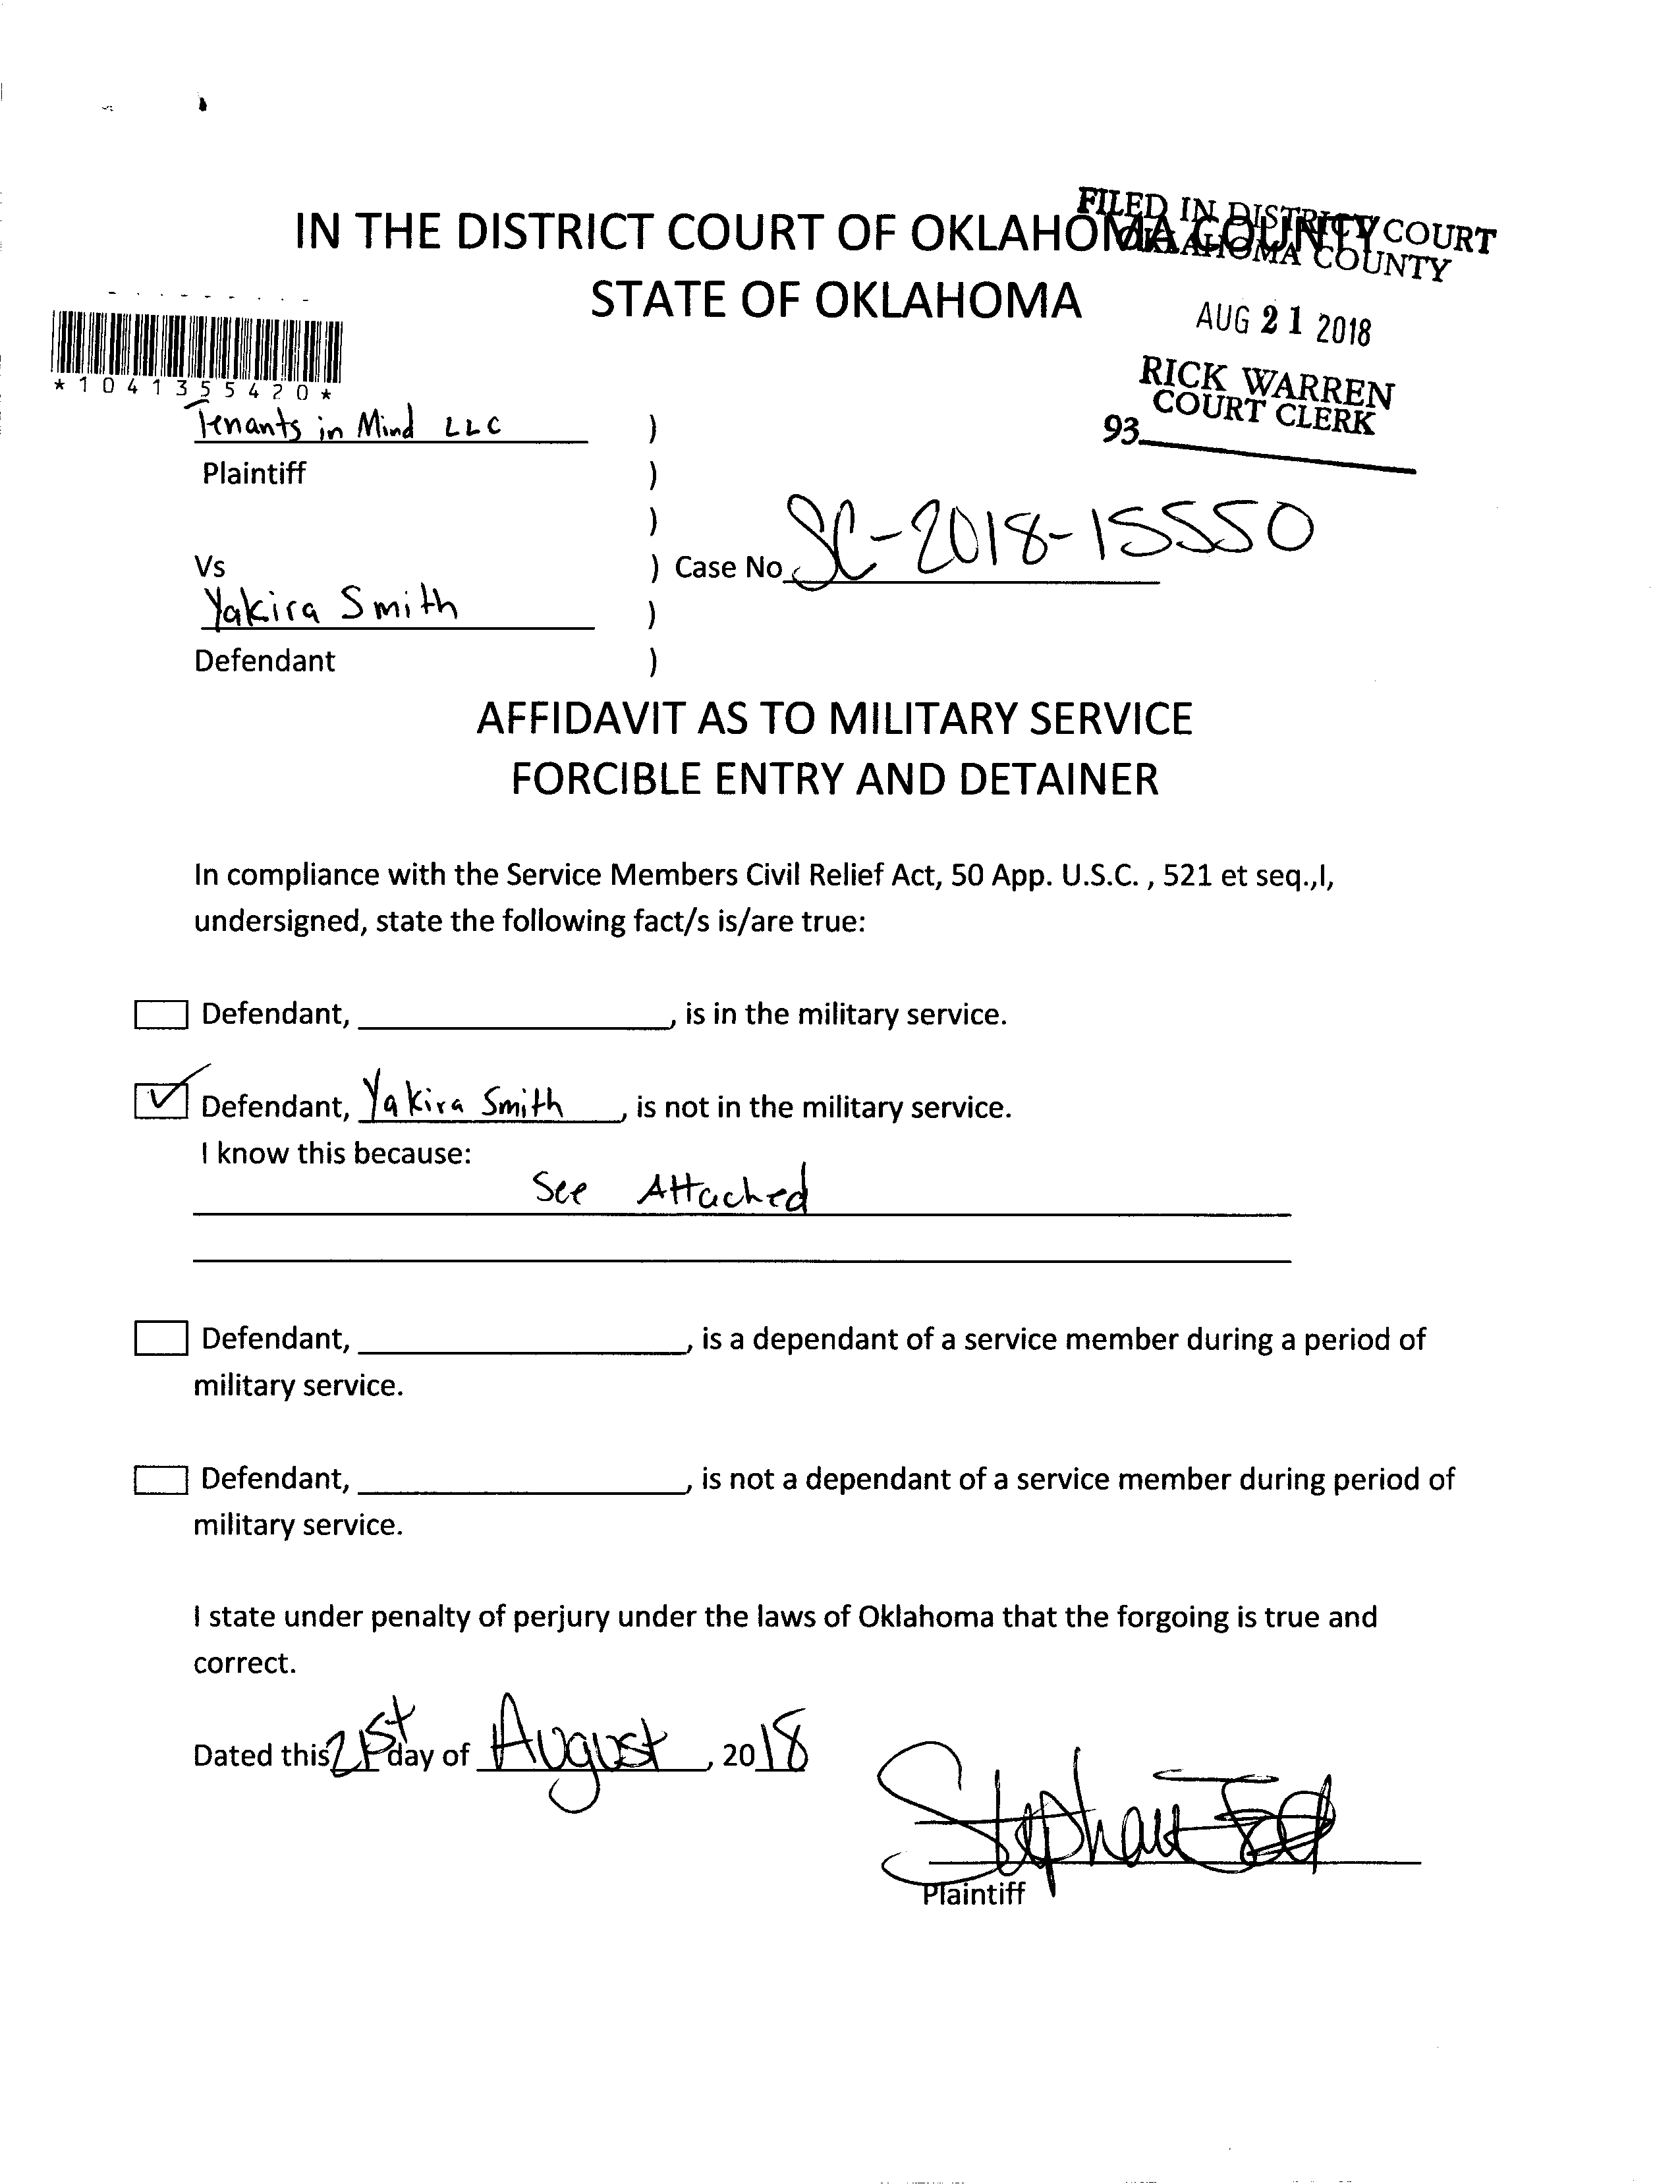 FILED IN DISTRICT COURT
OKLAHOMA COUNTY
IN THE DISTRICT COURT OF OKLAHOMA COUNTY
STATE OF OKLAHOMA
AUG 21 2018
RICK WARREN
COURT CLERK
93
*1041355420*
Tenants in Mind LLC )
Plaintiff )
)
Vs ) Case No SC-2018-15550
Yakira Smith )
Defendant )
AFFIDAVIT AS TO MILITARY SERVICE
FORCIBLE ENTRY AND DETAINER
In compliance with the Service Members Civil Relief Act, 50 App. U.S.C. , 521 et seq.,I,
undersigned, state the following fact/s is/are true:
Defendant, , is in the military service.
Defendant, Yakira Smith , is not in the military service.
I know this because:
See Attached
Defendant, , is a dependant of a service member during a period of
military service.
Defendant, , is not a dependant of a service member during period of
military service.
I state under penalty of perjury under the laws of Oklahoma that the forgoing is true and
correct.
Dated this 21st day of August , 2018
Plaintiff